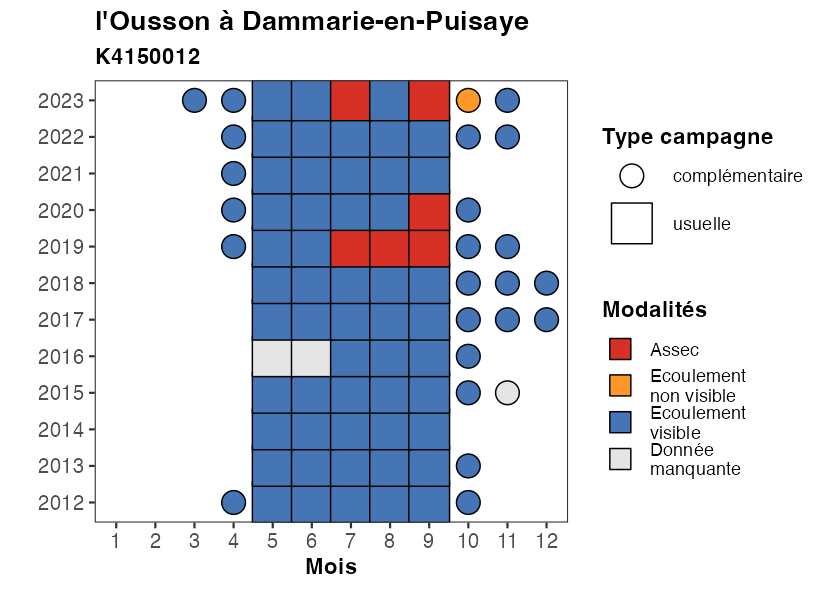 l'Ousson à Dammarie-en-Puisaye
K4150012
2023
2022
2021
2020
2019
2018
2017
2016
2015
2014
2013
2012
1 2 3 4 5 6 7 8 9 10 11 12
Mois
Type campagne
complémentaire
usuelle
Modalités
Assec
Ecoulement
non visible
Ecoulement
visible
Donnée
manquante